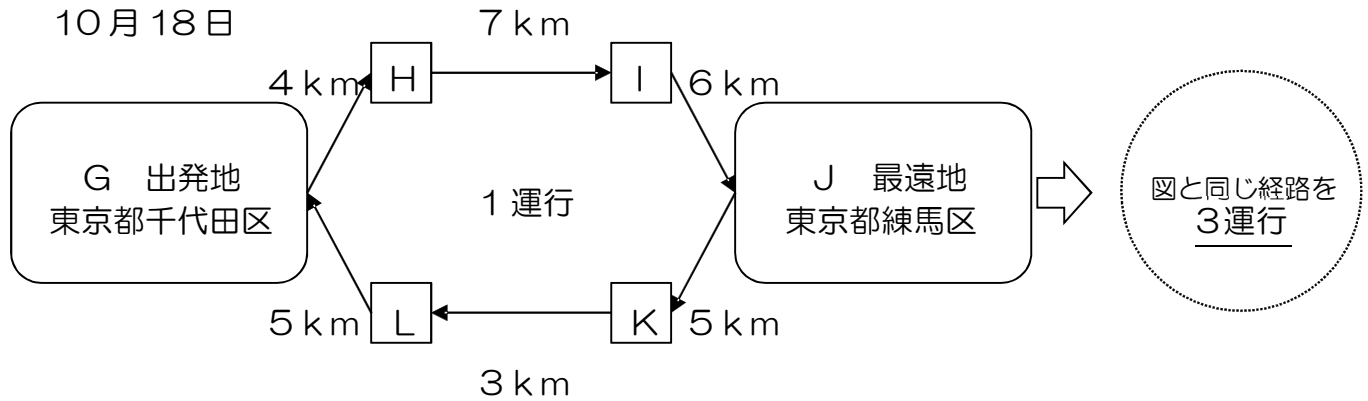 10月18日
7km
4km
H
I
6km
G 出発地
東京都千代田区
1運行
J 最遠地
東京都練馬区
図と同じ経路を
3運行
5km
L
K
5km
3km